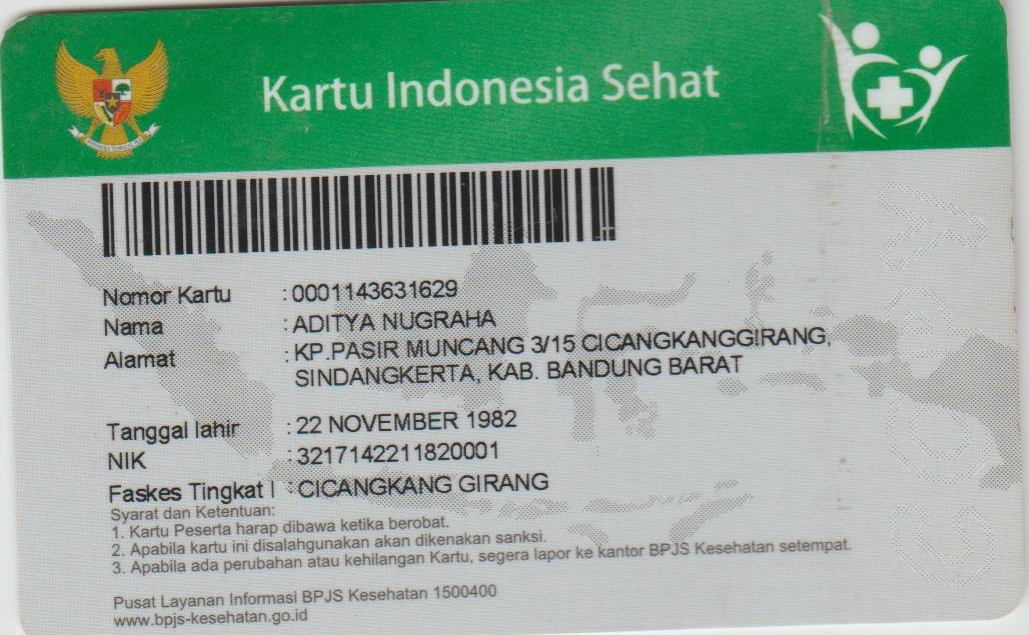 Kartu Indonesia Sehat
Nomor Kartu : 0001143631629
Nama : ADITYA NUGRAHA
Alamat : KP.PASIR MUNCANG 3/15 CICANGKANGGIRANG,
SINDANGKERTA, KAB. BANDUNG BARAT
Tanggal lahir : 22 NOVEMBER 1982
NIK : 3217142211820001
Faskes Tingkat I : CICANGKANG GIRANG
Syarat dan Ketentuan:
1. Kartu Peserta harap dibawa ketika berobat.
2. Apabila kartu ini disalahgunakan akan dikenakan sanksi.
3. Apabila ada perubahan atau kehilangan Kartu, segera lapor ke kantor BPJS Kesehatan setempat.
Pusat Layanan Informasi BPJS Kesehatan 1500400
www.bpjs-kesehatan.go.id